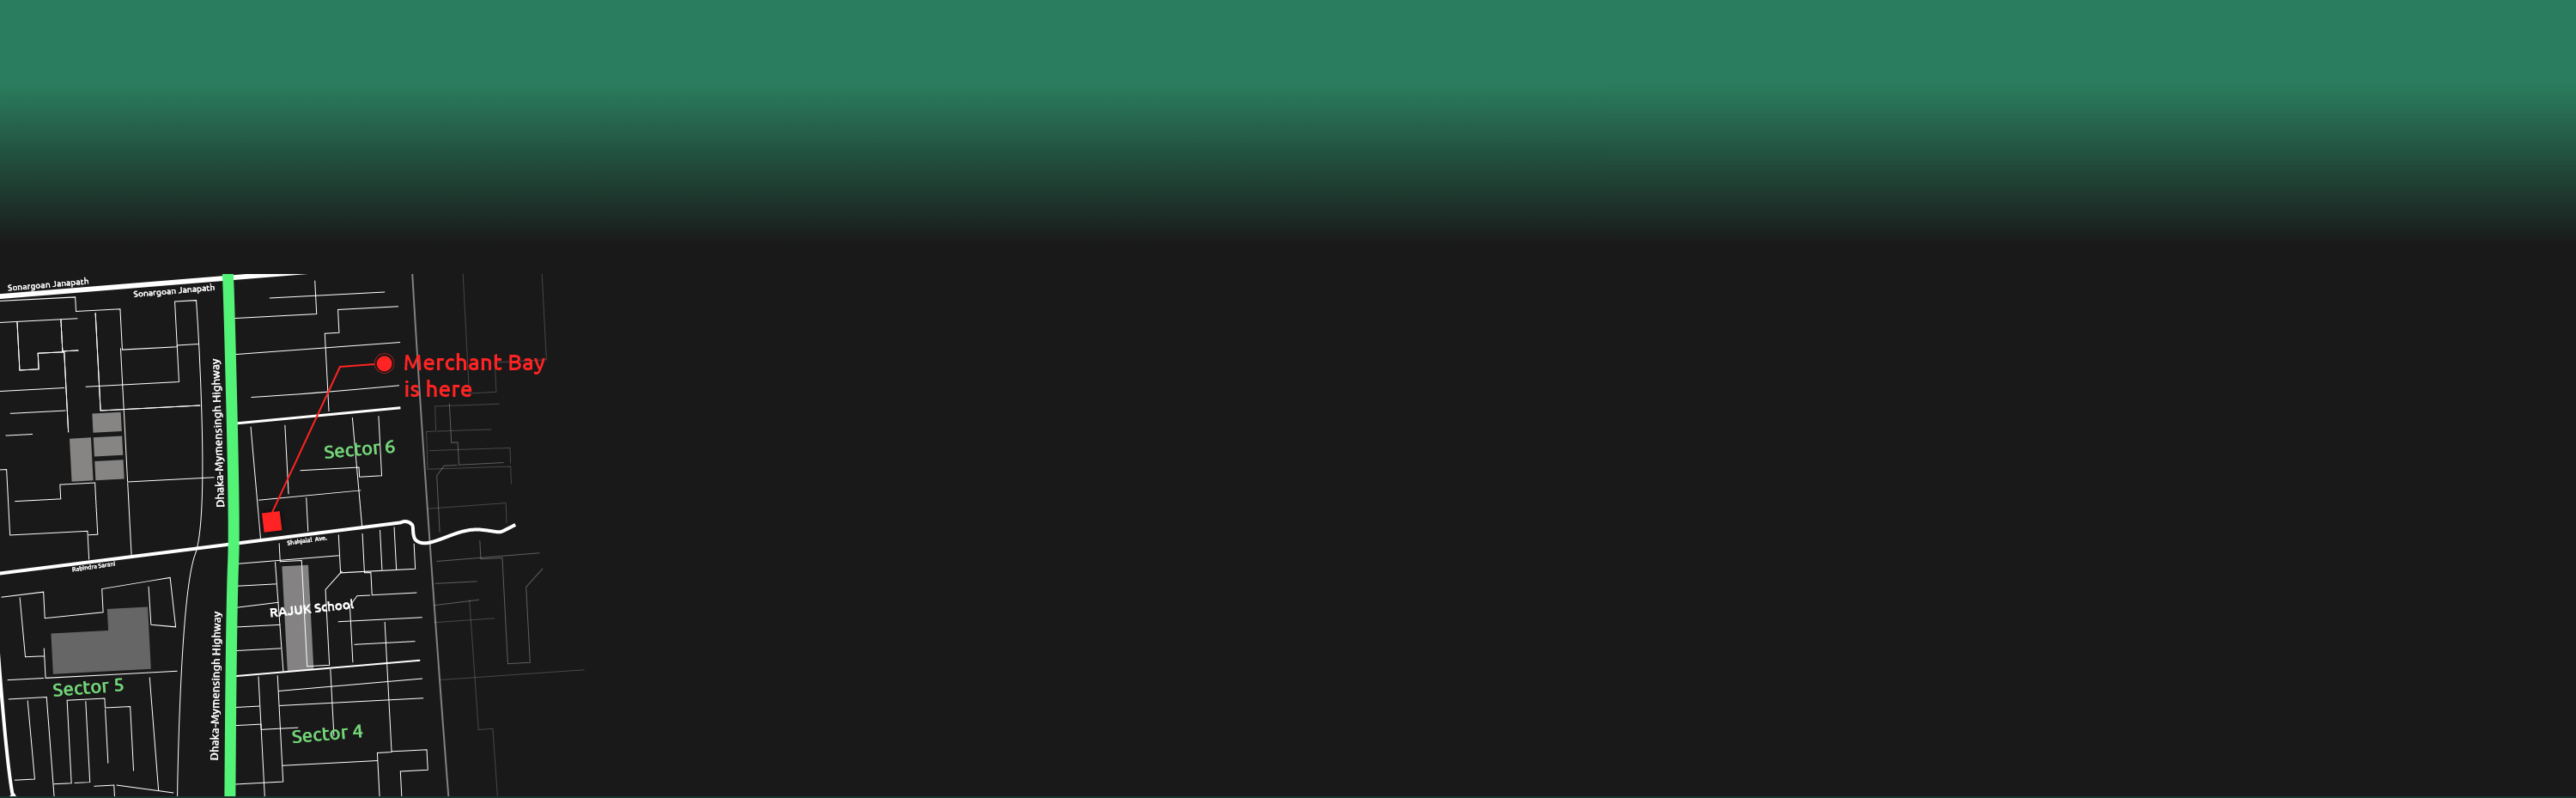 Sonargoan Janapath
Sonargoan Janapath
Dhaka-Mymensingh Highway
Merchant Bay
is here
Sector 6
Shahjalal Ave.
Rabindra Sarani
RAJUK School
Dhaka-Mymensingh Highway
Sector 5
Sector 4